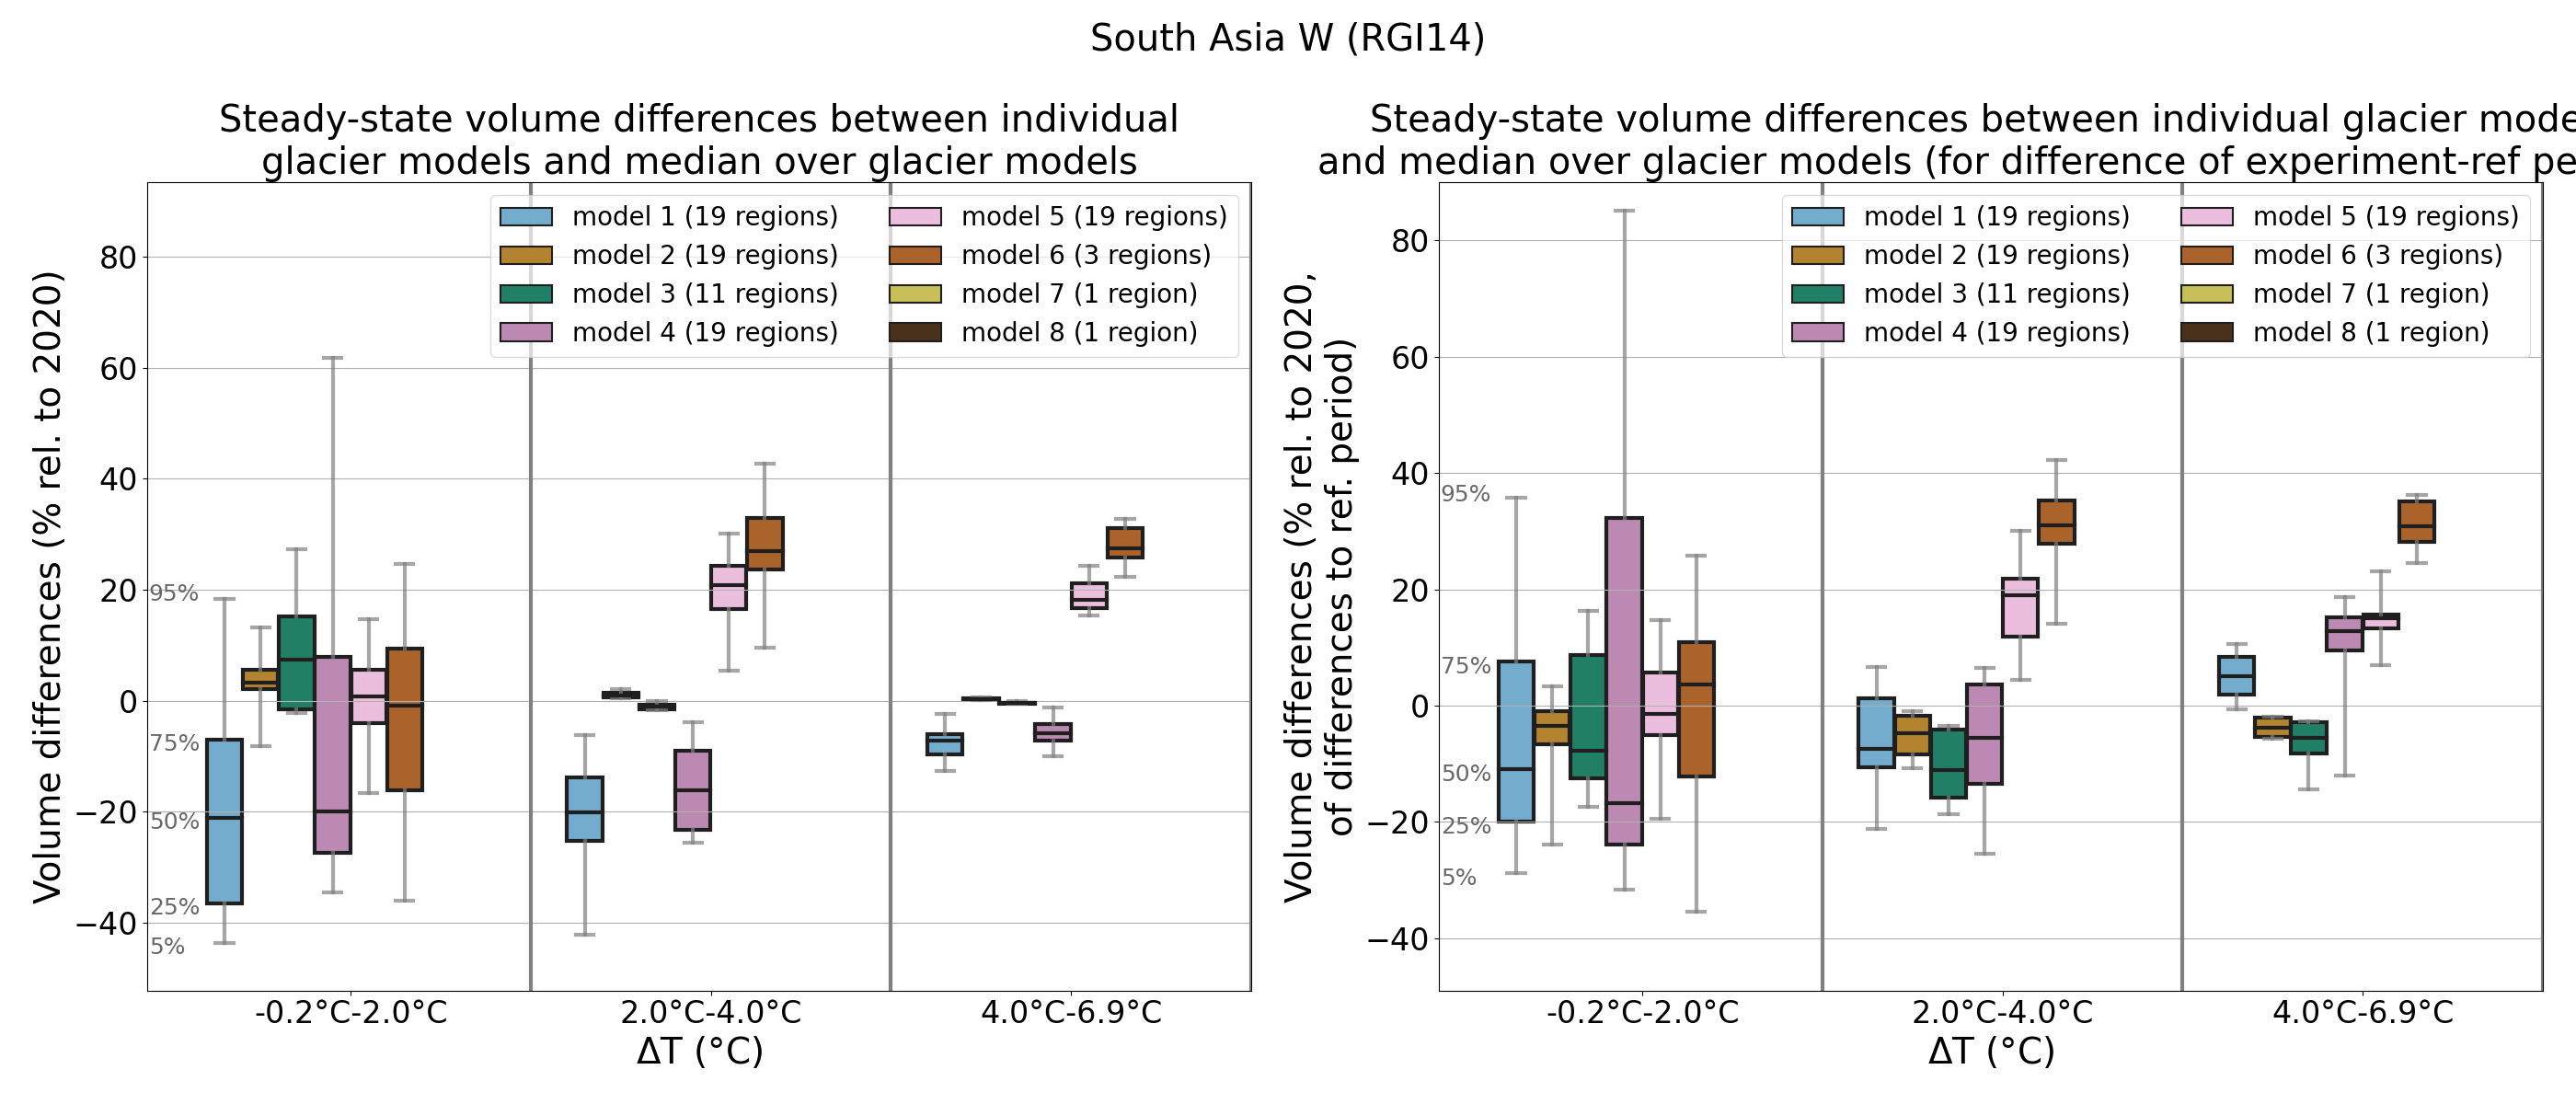 South Asia W (RGI14)
Steady-state volume differences between individual
glacier models and median over glacier models
Volume differences (% rel. to 2020)
80
60
40
20
0
−20
−40
95%
75%
50%
25%
5%
model 1 (19 regions)
model 2 (19 regions)
model 3 (11 regions)
model 4 (19 regions)
model 5 (19 regions)
model 6 (3 regions)
model 7 (1 region)
model 8 (1 region)
-0.2°C-2.0°C
2.0°C-4.0°C
4.0°C-6.9°C
ΔT (°C)
Steady-state volume differences between individual glacier mode
and median over glacier models (for difference of experiment-ref pe
Volume differences (% rel. to 2020,
of differences to ref. period)
80
60
40
20
0
−20
−40
95%
75%
50%
25%
5%
model 1 (19 regions)
model 2 (19 regions)
model 3 (11 regions)
model 4 (19 regions)
model 5 (19 regions)
model 6 (3 regions)
model 7 (1 region)
model 8 (1 region)
-0.2°C-2.0°C
2.0°C-4.0°C
4.0°C-6.9°C
ΔT (°C)